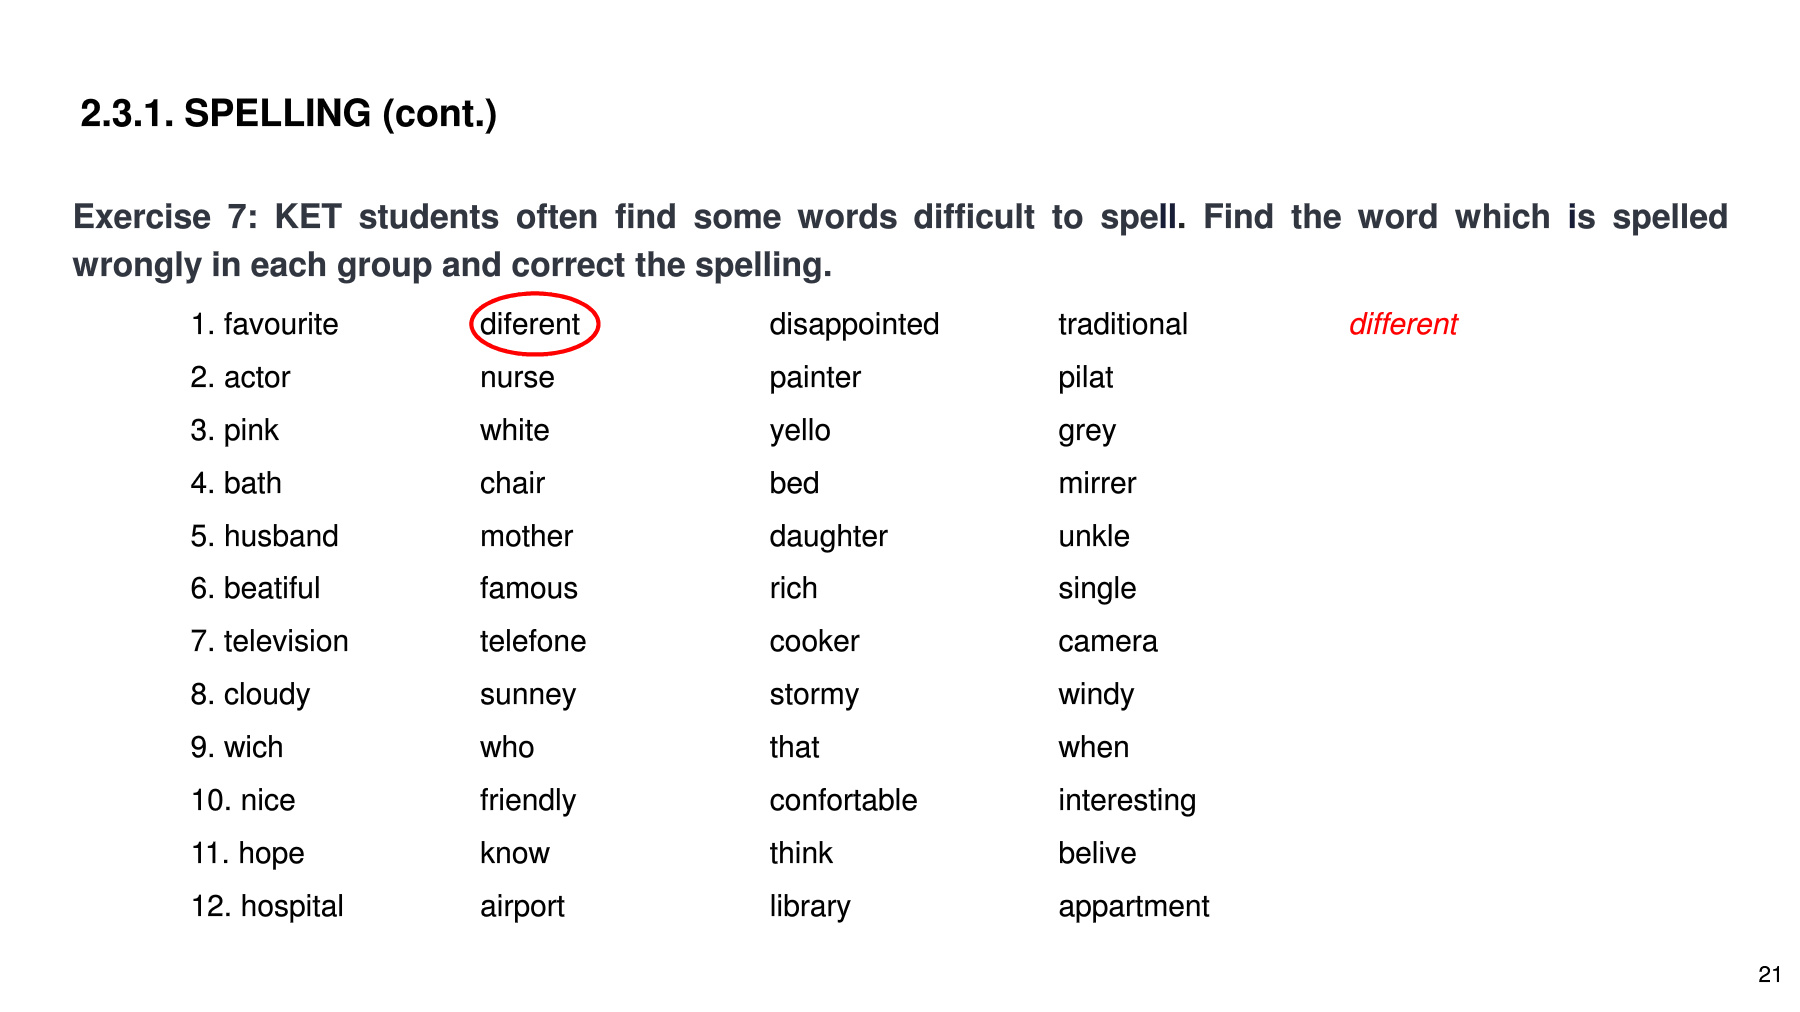 2.3.1. SPELLING (cont.)
Exercise 7: KET students often find some words difficult to spell. Find the word which is spelled
wrongly in each group and correct the spelling.
1. favourite diferent disappointed traditional different
2. actor nurse painter pilat
3. pink white yello grey
4. bath chair bed mirrer
5. husband mother daughter unkle
6. beatiful famous rich single
7. television telefone cooker camera
8. cloudy sunney stormy windy
9. wich who that when
10. nice friendly confortable interesting
11. hope know think belive
12. hospital airport library appartment
21